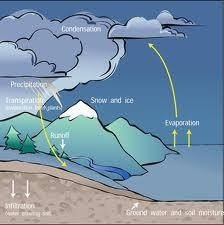 Condensation
Precipitation
Transpiration
Snow and ice
Evaporation
Runoff
Infiltration
Ground water and soil moisture